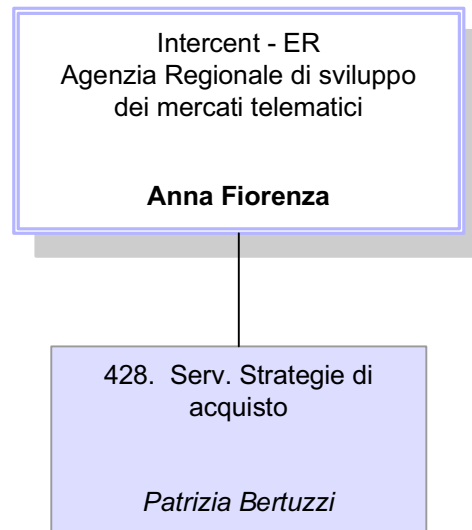 Intercent - ER
Agenzia Regionale di sviluppo
dei mercati telematici
Anna Fiorenza
428. Serv. Strategie di
acquisto
Patrizia Bertuzzi